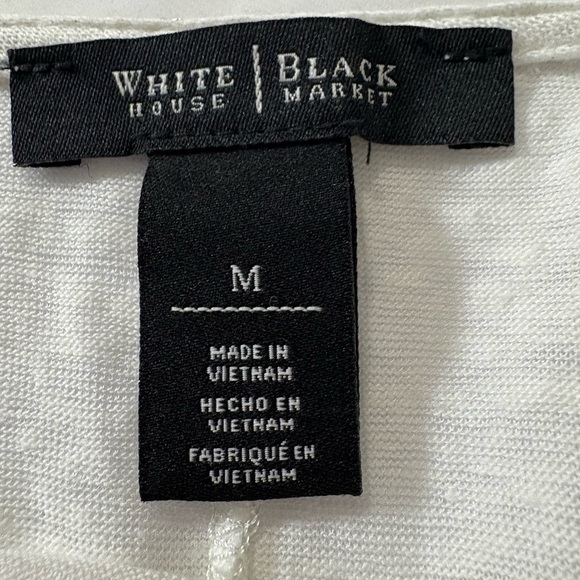 WHITE HOUSE | BLACK MARKET
M
MADE IN
VIETNAM
HECHO EN
VIETNAM
FABRIQUÉ EN
VIETNAM